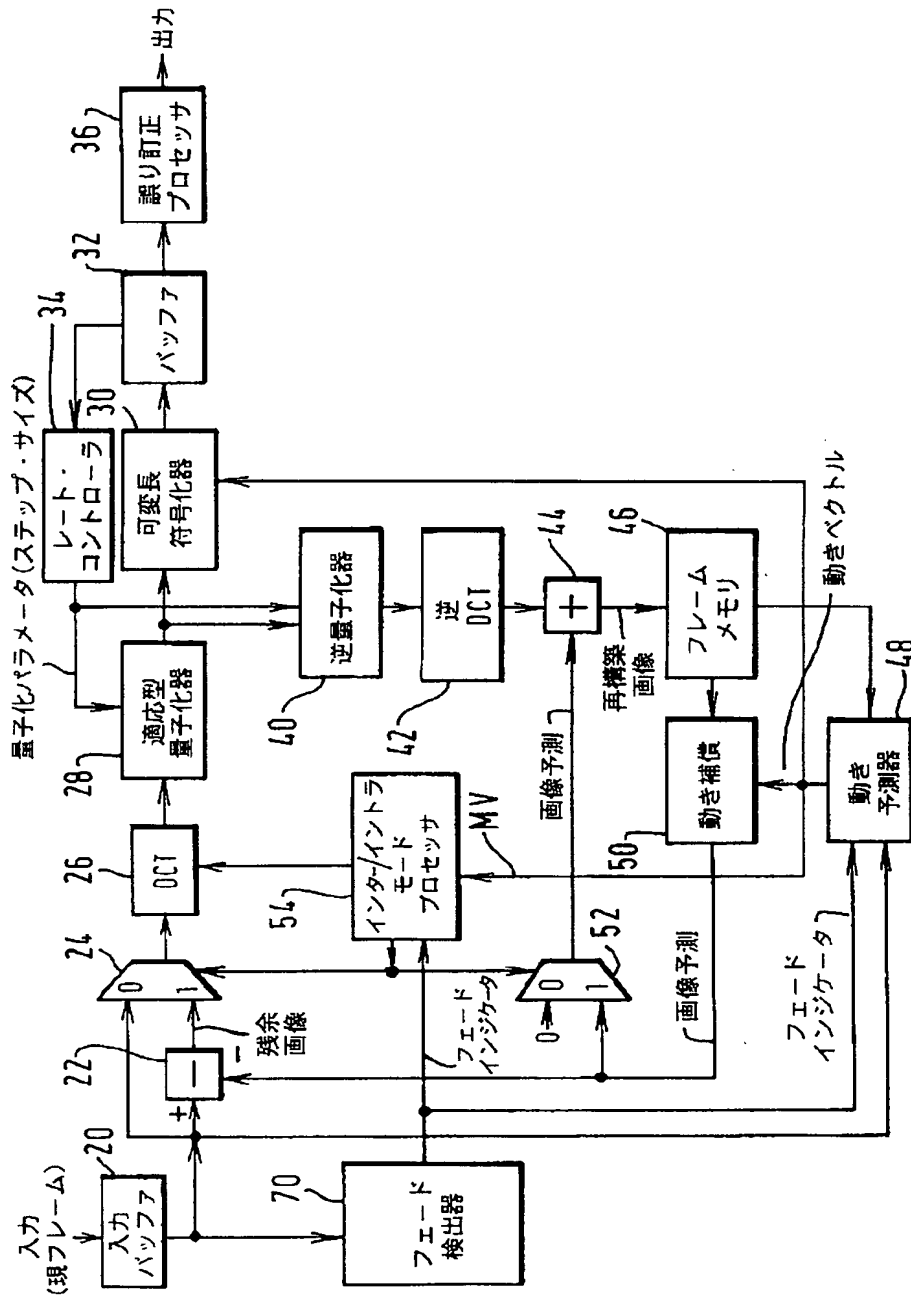 入力
(現フレーム)
20
入力
バッファ
22
+
−
−
残余
画像
24
0
1
26
DCT
28
適応型
量子化器
量子化パラメータ(ステップ・サイズ)
34
レート・
コントローラ
30
可変長
符号化器
32
バッファ
36
誤り訂正
プロセッサ
出力
40
逆量子化器
42
逆
DCT
44
+
再構築
画像
46
フレーム
メモリ
動きベクトル
48
動き
予測器
50
動き補償
画像予測
画像予測
MV
54
インター/イントラ
モード
プロセッサ
52
0
0
1
フェード
インジケータ
フェード
インジケータ
70
フェード
検出器